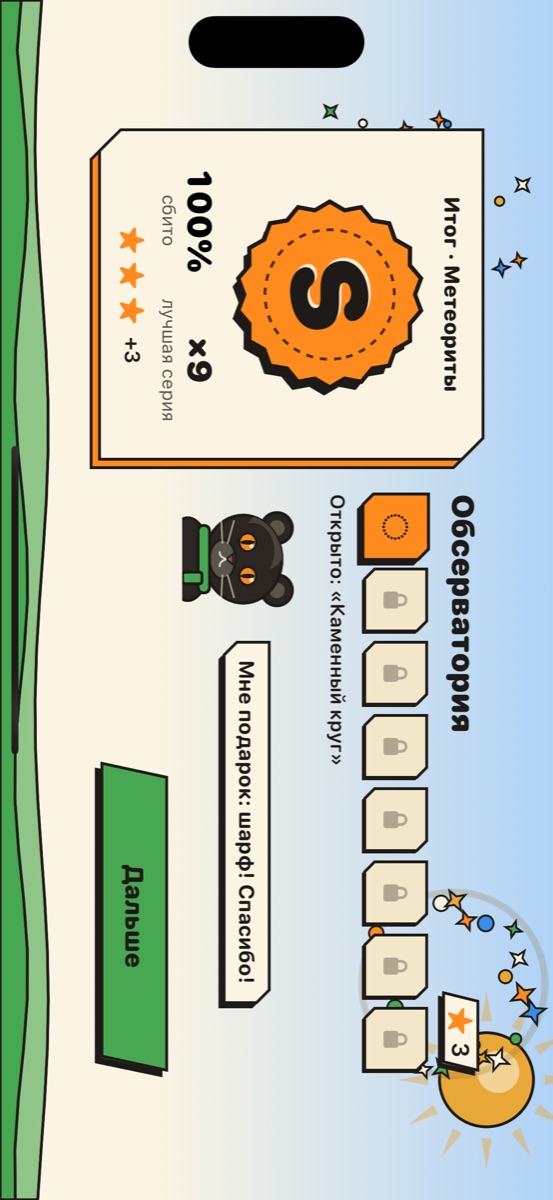 Итог · Метеориты
S
100%
сбито
×9
лучшая серия
+3
3
Обсерватория
Открыто: «Каменный круг»
Мне подарок: шарф! Спасибо!
Дальше